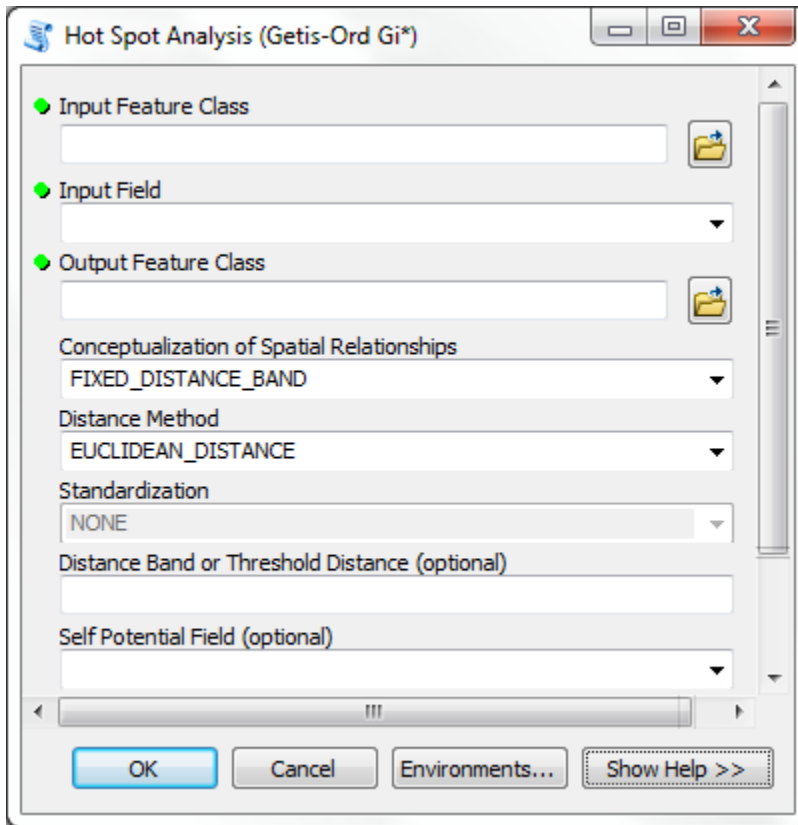 Hot Spot Analysis (Getis-Ord Gi*)
Input Feature Class
Input Field
Output Feature Class
Conceptualization of Spatial Relationships
FIXED_DISTANCE_BAND
Distance Method
EUCLIDEAN_DISTANCE
Standardization
NONE
Distance Band or Threshold Distance (optional)
Self Potential Field (optional)
OK Cancel Environments... Show Help >>